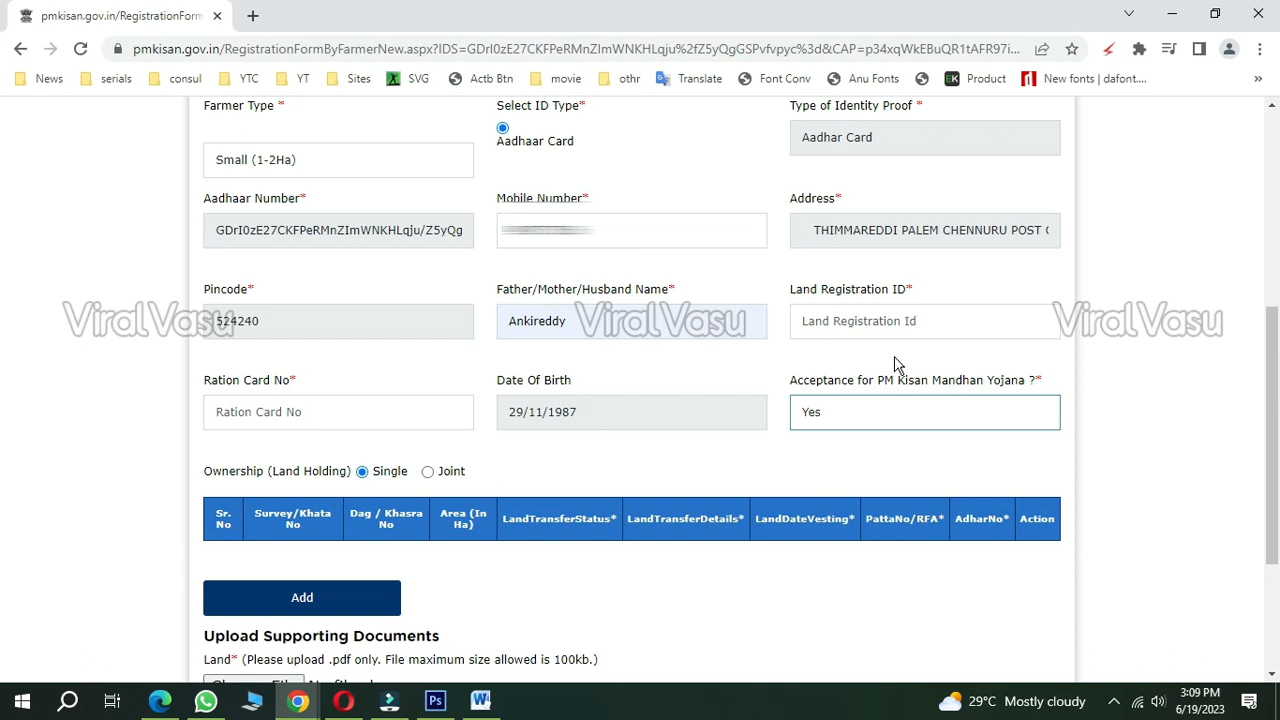 pmkisan.gov.in/RegistrationForm
pmkisan.gov.in/RegistrationFormByFarmerNew.aspx?IDS=GDrI0zE27CKFPeRMnZImWNKHLqju%2fZ5yQgGSPvfvpyc%3d&CAP=p34xqWkEBuQR1tAFR97i...
News serials consul YTC YT Sites SVG Actb Btn movie othr Translate Font Conv Anu Fonts EK Product New fonts | dafont.... »
Farmer Type * Select ID Type* Type of Identity Proof *
Aadhaar Card Aadhar Card
Small (1-2Ha)
Aadhaar Number* Mobile Number* Address*
GDrI0zE27CKFPeRMnZImWNKHLqju/Z5yQg THIMMAREDDI PALEM CHENNURU POST
Pincode* Father/Mother/Husband Name* Land Registration ID*
524240 Ankireddy Land Registration Id
ViralVasu ViralVasu ViralVasu
Ration Card No* Date Of Birth Acceptance for PM Kisan Mandhan Yojana ?*
Ration Card No 29/11/1987 Yes
Ownership (Land Holding) Single Joint
Sr. No Survey/Khata No Dag / Khasra No Area (In Ha) LandTransferStatus* LandTransferDetails* LandDateVesting* PattaNo/RFA* AdharNo* Action
Add
Upload Supporting Documents
Land* (Please upload .pdf only. File maximum size allowed is 100kb.)
Ps W 29°C Mostly cloudy 3:09 PM
6/19/2023